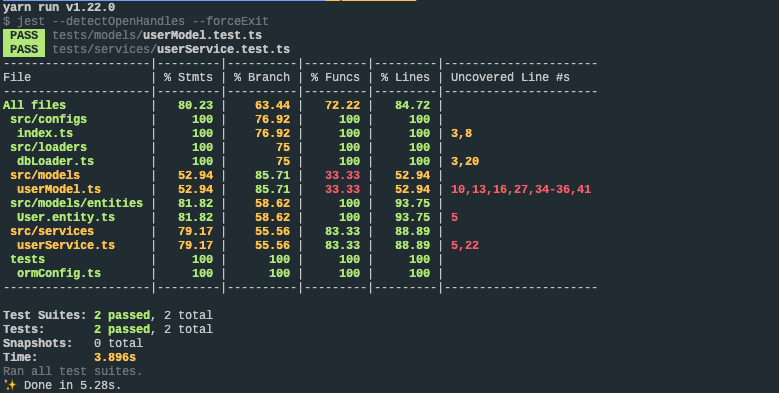 yarn run v1.22.0
$ jest --detectOpenHandles --forceExit
PASS tests/models/userModel.test.ts
PASS tests/services/userService.test.ts
---------------------|---------|----------|---------|---------|---------------------
File                 | % Stmts | % Branch | % Funcs | % Lines | Uncovered Line #s
---------------------|---------|----------|---------|---------|---------------------
All files            |   80.23 |    63.44 |   72.22 |   84.72 |
 src/configs         |     100 |    76.92 |     100 |     100 |
  index.ts           |     100 |    76.92 |     100 |     100 | 3,8
 src/loaders         |     100 |       75 |     100 |     100 |
  dbLoader.ts        |     100 |       75 |     100 |     100 | 3,20
 src/models          |   52.94 |    85.71 |   33.33 |   52.94 |
  userModel.ts       |   52.94 |    85.71 |   33.33 |   52.94 | 10,13,16,27,34-36,41
 src/models/entities |   81.82 |    58.62 |     100 |   93.75 |
  User.entity.ts     |   81.82 |    58.62 |     100 |   93.75 | 5
 src/services        |   79.17 |    55.56 |   83.33 |   88.89 |
  userService.ts     |   79.17 |    55.56 |   83.33 |   88.89 | 5,22
 tests               |     100 |      100 |     100 |     100 |
  ormConfig.ts       |     100 |      100 |     100 |     100 |
---------------------|---------|----------|---------|---------|---------------------
Test Suites: 2 passed, 2 total
Tests:       2 passed, 2 total
Snapshots:   0 total
Time:        3.896s
Ran all test suites.
✨ Done in 5.28s.